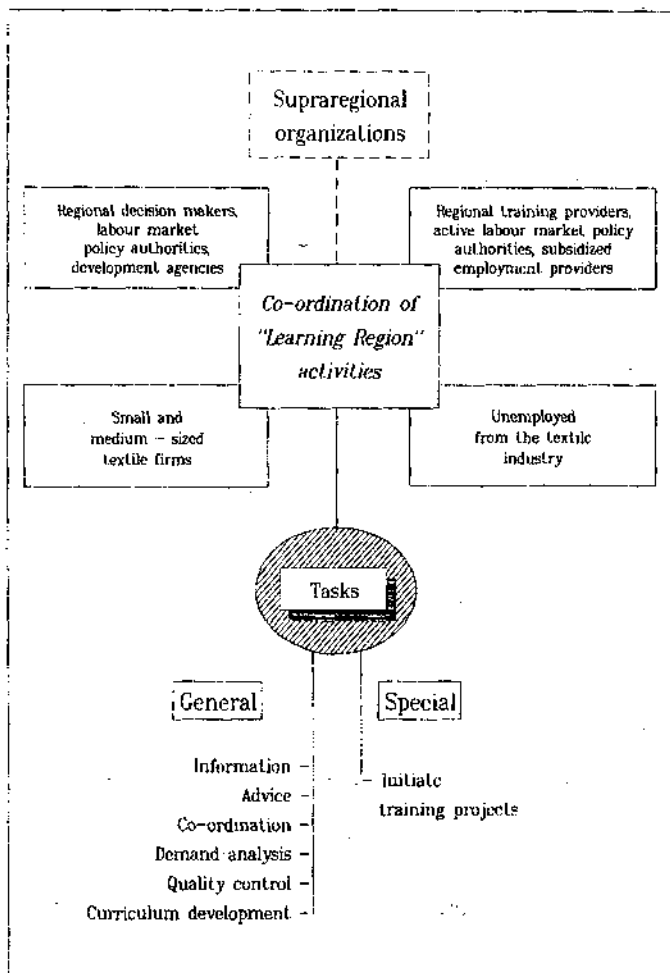 Supraregional
organizations
Regional decision makers,
labour market
policy authorities,
development agencies
Regional training providers,
active labour market policy
authorities, subsidized
employment providers
Co-ordination of
"Learning Region"
activities
Small and
medium - sized
textile firms
Unemployed
from the textile
industry
Tasks
General
Special
Information
Advice
Co-ordination
Demand analysis
Quality control
Curriculum development
Initiate
training projects